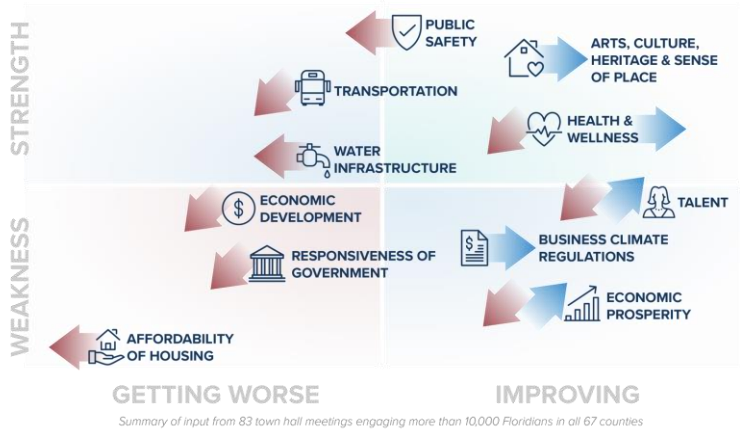 STRENGTH
WEAKNESS
PUBLIC
SAFETY
ARTS, CULTURE,
HERITAGE & SENSE
OF PLACE
TRANSPORTATION
HEALTH &
WELLNESS
WATER
INFRASTRUCTURE
ECONOMIC
DEVELOPMENT
TALENT
RESPONSIVENESS OF
GOVERNMENT
BUSINESS CLIMATE
REGULATIONS
ECONOMIC
PROSPERITY
AFFORDABILITY
OF HOUSING
GETTING WORSE
IMPROVING
Summary of input from 83 town hall meetings engaging more than 10,000 Floridians in all 67 counties